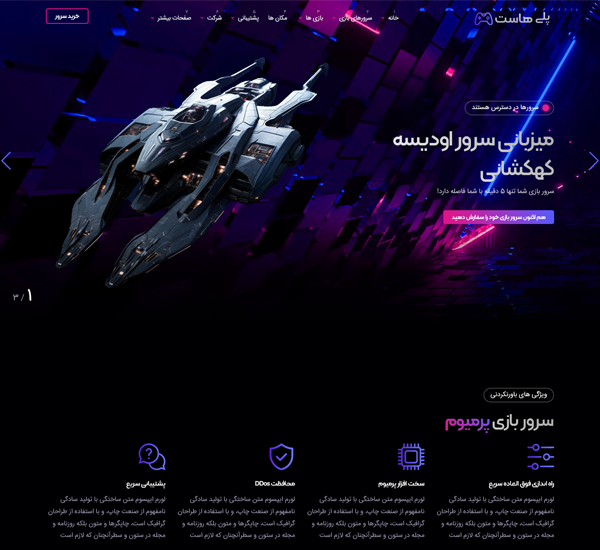 پلی هاست
خانه
سرورهای بازی
بازی ها
مکان ها
پشتیبانی
شرکت
صفحات بیشتر
خرید سرور
سرورها در دسترس هستند
میزبانی سرور اودیسه
کهکشانی
سرور بازی شما تنها ۵ دقیقه با شما فاصله دارد!
هم اکنون سرور بازی خود را سفارش دهید
۱ / ۳
ویژگی های باورنکردنی
سرور بازی پرمیوم
راه اندازی فوق العاده سریع
لورم ایپسوم متن ساختگی با تولید سادگی
نامفهوم از صنعت چاپ، و با استفاده از طراحان
گرافیک است، چاپگرها و متون بلکه روزنامه و
مجله در ستون و سطرآنچنان که لازم است
سخت افزار پرمیوم
لورم ایپسوم متن ساختگی با تولید سادگی
نامفهوم از صنعت چاپ، و با استفاده از طراحان
گرافیک است، چاپگرها و متون بلکه روزنامه و
مجله در ستون و سطرآنچنان که لازم است
محافظت DDos
لورم ایپسوم متن ساختگی با تولید سادگی
نامفهوم از صنعت چاپ، و با استفاده از طراحان
گرافیک است، چاپگرها و متون بلکه روزنامه و
مجله در ستون و سطرآنچنان که لازم است
پشتیبانی سریع
لورم ایپسوم متن ساختگی با تولید سادگی
نامفهوم از صنعت چاپ، و با استفاده از طراحان
گرافیک است، چاپگرها و متون بلکه روزنامه و
مجله در ستون و سطرآنچنان که لازم است